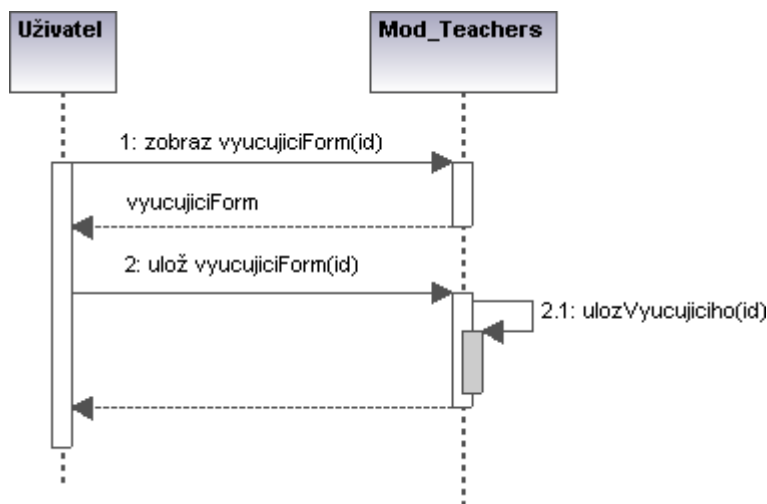 Uživatel
Mod_Teachers
1: zobraz vyucujiciForm(id)
vyucujiciForm
2: ulož vyucujiciForm(id)
2.1: ulozVyucujiciho(id)